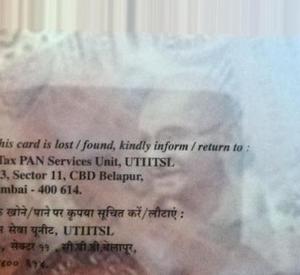 his card is lost / found, kindly inform / return to :
Tax PAN Services Unit, UTIITSL
3, Sector 11, CBD Belapur,
mbai - 400 614.
खोने/पाने पर कृपया सूचित करें/लौटाएं :
सेवा यूनीट, UTIITSL
सेक्टर ११ , सी.बी.डी.बेलापुर,
४०० ६१४.